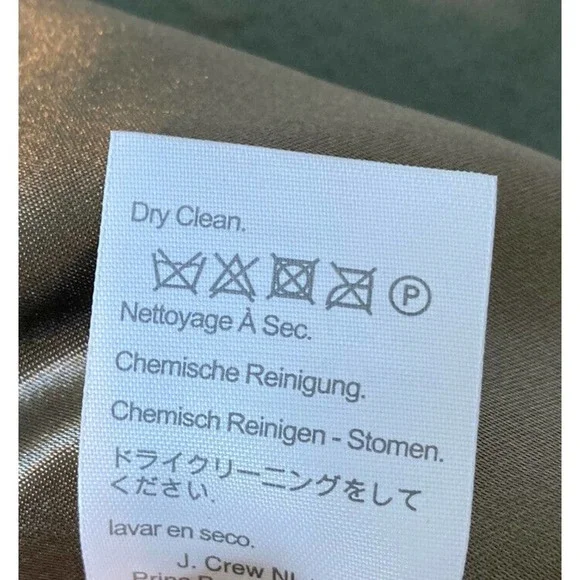 Dry Clean.
P
Nettoyage À Sec.
Chemische Reinigung.
Chemisch Reinigen - Stomen.
ドライクリーニングをして
ください.
lavar en seco.
J. Crew